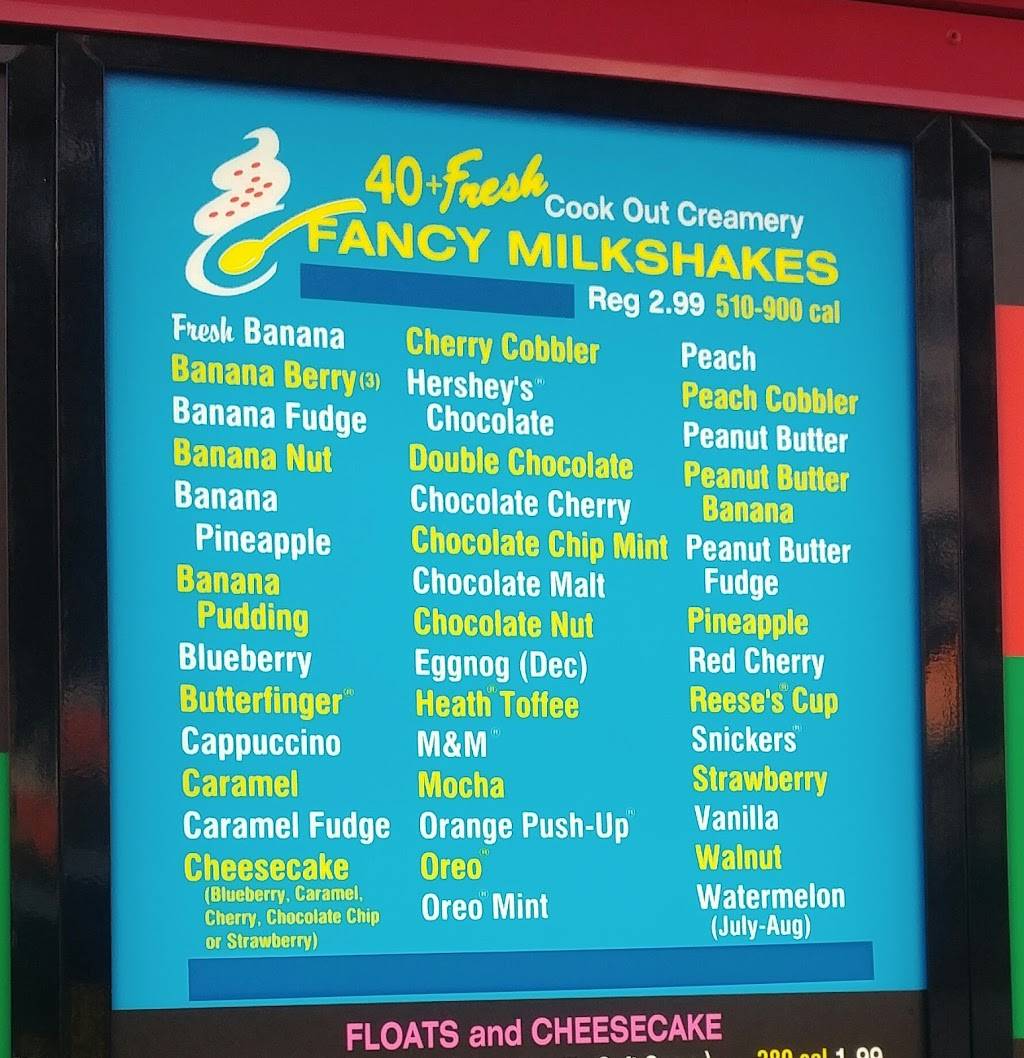 40+ Fresh
Cook Out Creamery
FANCY MILKSHAKES
Reg 2.99 510-900 cal
Fresh Banana
Banana Berry (3)
Banana Fudge
Banana Nut
Banana
Pineapple
Banana
Pudding
Blueberry
Butterfinger®
Cappuccino
Caramel
Caramel Fudge
Cheesecake
(Blueberry, Caramel,
Cherry, Chocolate Chip
or Strawberry)
Cherry Cobbler
Hershey's®
Chocolate
Double Chocolate
Chocolate Cherry
Chocolate Chip Mint
Chocolate Malt
Chocolate Nut
Eggnog (Dec)
Heath® Toffee
M&M®
Mocha
Orange Push-Up®
Oreo®
Oreo® Mint
Peach
Peach Cobbler
Peanut Butter
Peanut Butter
Banana
Peanut Butter
Fudge
Pineapple
Red Cherry
Reese's® Cup
Snickers®
Strawberry
Vanilla
Walnut
Watermelon
(July-Aug)
FLOATS and CHEESECAKE
280 cal 1.99